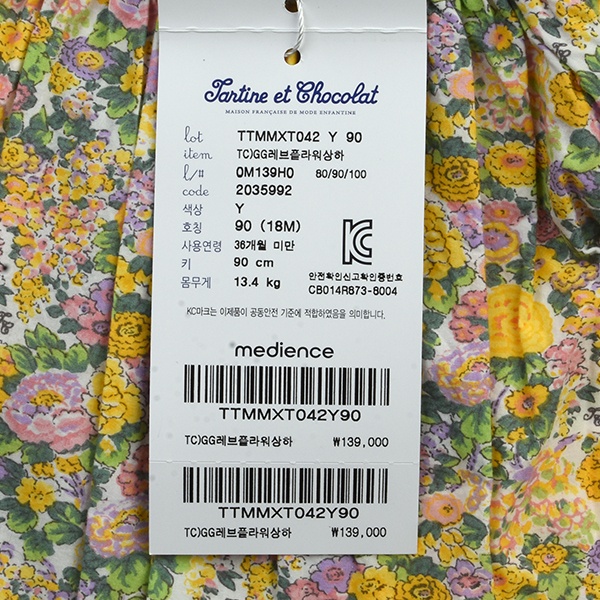 Tartine et Chocolat
MAISON FRANÇAISE DE MODE ENFANTINE
lot TTMMXT042 Y 90
item TC)GG레브플라워상하
l/# 0M139H0 80/90/100
code 2035992
색상 Y
호칭 90 (18M)
사용연령 36개월 미만
키 90 cm
몸무게 13.4 kg
안전확인신고확인증번호
CB014R873-8004
KC마크는 이제품이 공통안전 기준에 적합하였음을 의미합니다.
medience
TTMMXT042Y90
TC)GG레브플라워상하 ₩139,000
TTMMXT042Y90
TC)GG레브플라워상하 ₩139,000